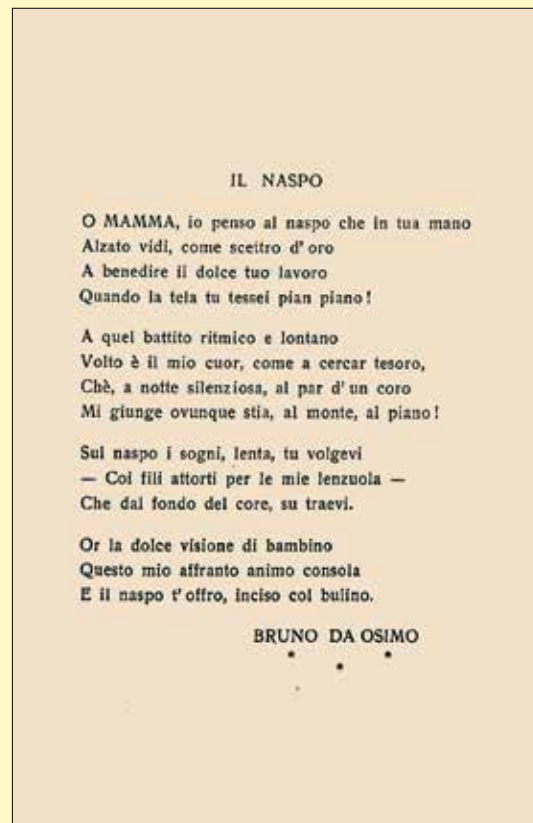 IL NASPO
O MAMMA, io penso al naspo che in tua mano
Alzato vidi, come scettro d' oro
A benedire il dolce tuo lavoro
Quando la tela tu tessei pian piano!
A quel battito ritmico e lontano
Volto è il mio cuor, come a cercar tesoro,
Chè, a notte silenziosa, al par d' un coro
Mi giunge ovunque stia, al monte, al piano!
Sul naspo i sogni, lenta, tu volgevi
— Coi fili attorti per le mie lenzuola —
Che dal fondo del core, su traevi.
Or la dolce visione di bambino
Questo mio affranto animo consola
E il naspo t' offro, inciso col bulino.
BRUNO DA OSIMO